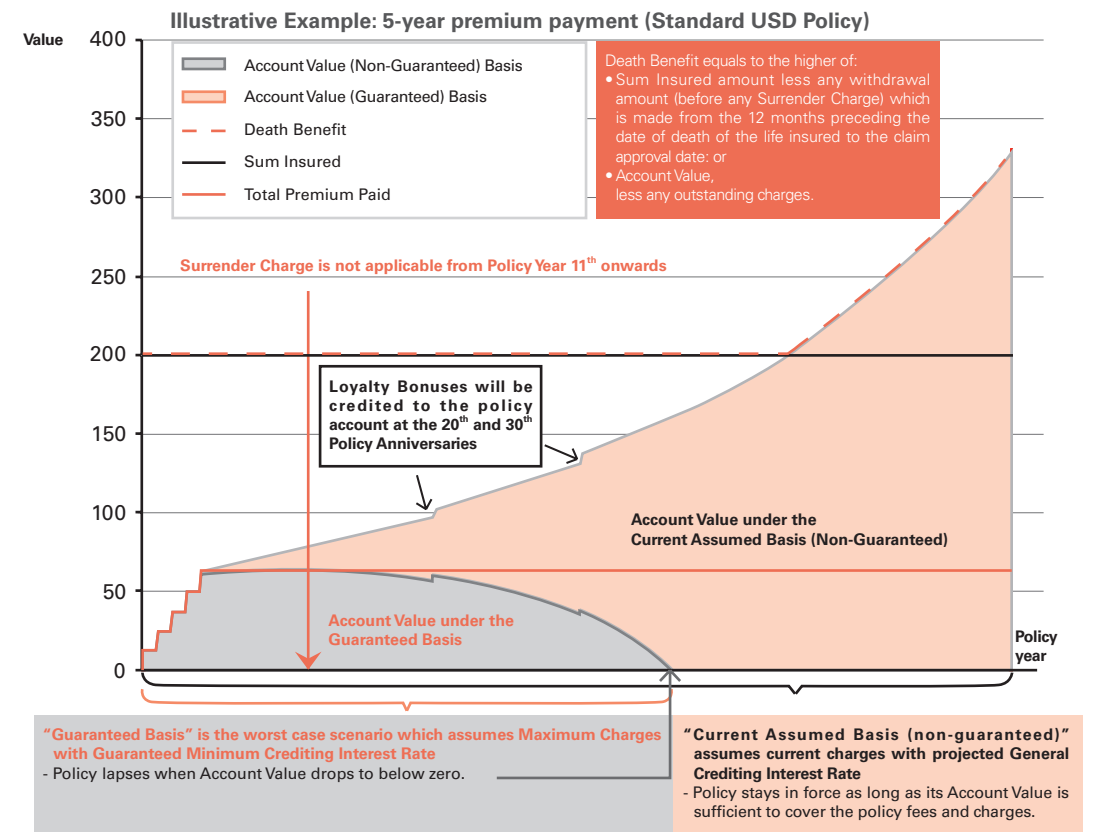 Illustrative Example: 5-year premium payment (Standard USD Policy)
Value
400
350
300
250
200
150
100
50
0
Account Value (Non-Guaranteed) Basis
Account Value (Guaranteed) Basis
Death Benefit
Sum Insured
Total Premium Paid
Death Benefit equals to the higher of:
• Sum Insured amount less any withdrawal
amount (before any Surrender Charge) which
is made from the 12 months preceding the
date of death of the life insured to the claim
approval date: or
• Account Value,
less any outstanding charges.
Surrender Charge is not applicable from Policy Year 11th onwards
Loyalty Bonuses will be
credited to the policy
account at the 20th and 30th
Policy Anniversaries
Account Value under the
Current Assumed Basis (Non-Guaranteed)
Account Value under the
Guaranteed Basis
Policy
year
“Guaranteed Basis” is the worst case scenario which assumes Maximum Charges
with Guaranteed Minimum Crediting Interest Rate
- Policy lapses when Account Value drops to below zero.
“Current Assumed Basis (non-guaranteed)”
assumes current charges with projected General
Crediting Interest Rate
- Policy stays in force as long as its Account Value is
sufficient to cover the policy fees and charges.